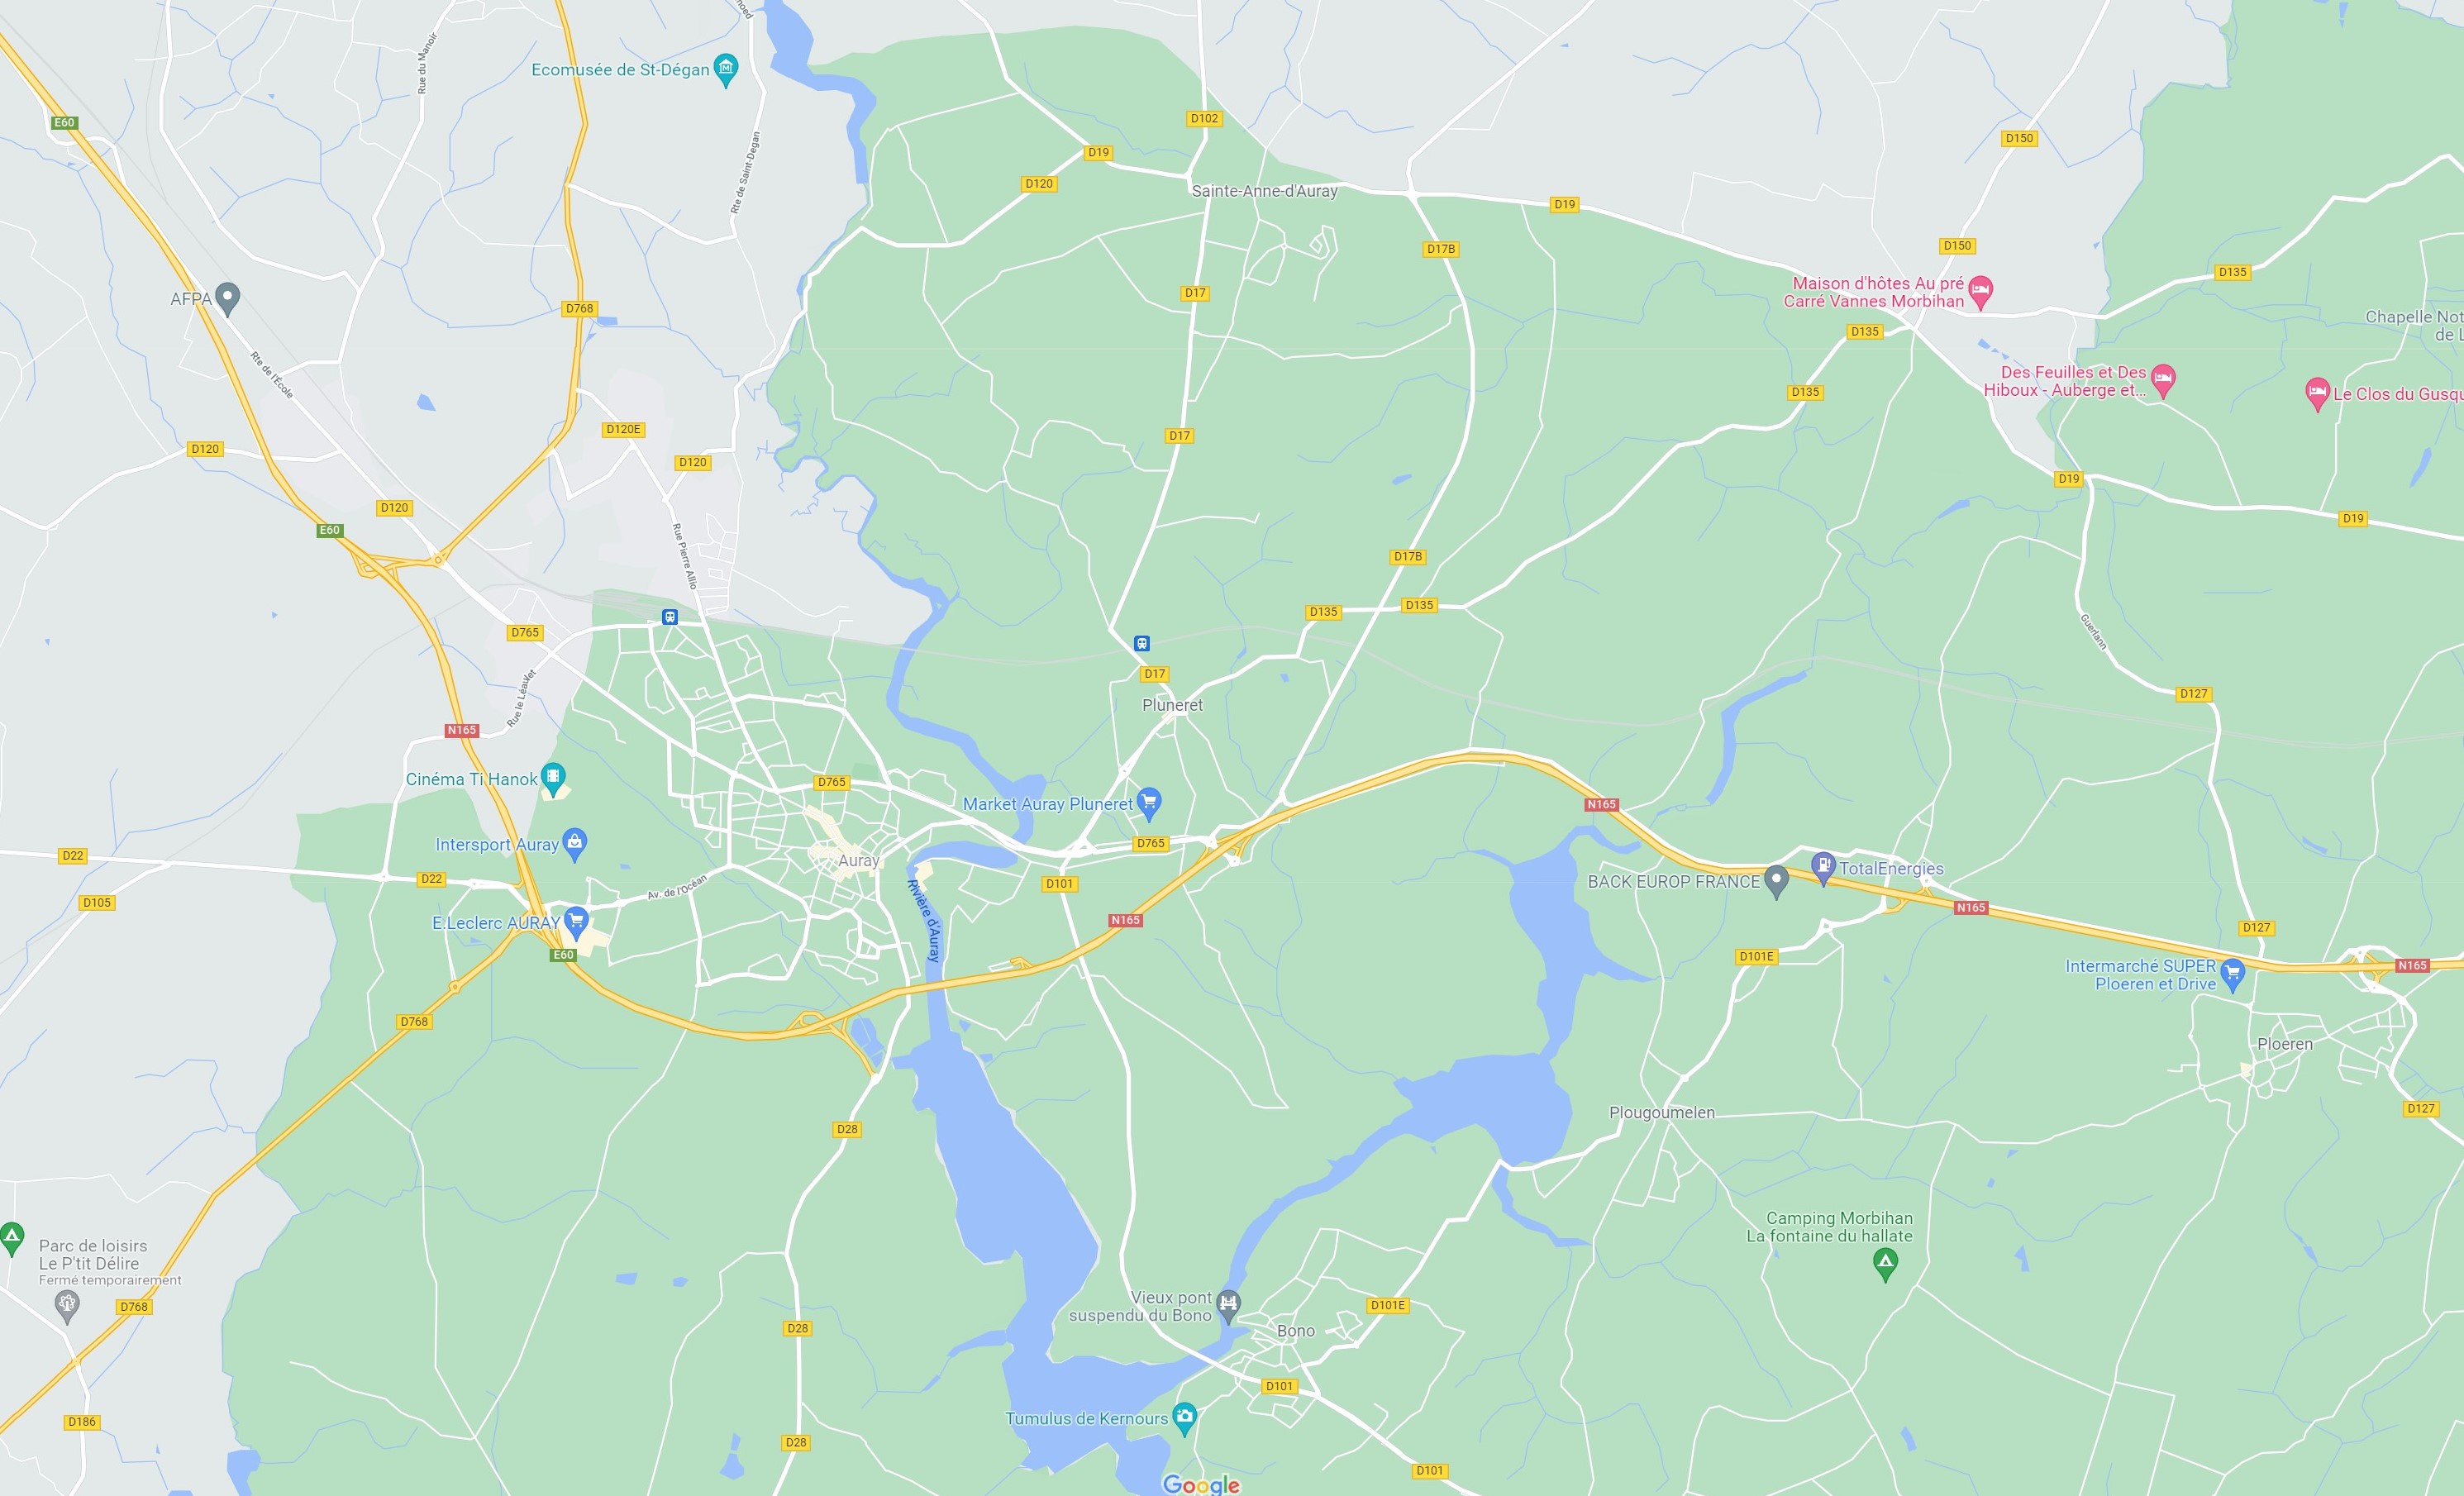 noed
Rue du Manoir
Ecomusée de St-Dégan
E60
D102
D150
D19
Rte de Saint-Degan
D120
Sainte-Anne-d'Auray
D19
D17B
D150
D135
AFPA
D17
Maison d'hôtes Au pré
Carré Vannes Morbihan
D768
Chapelle Not
de L
D135
Rte de l'École
Des Feuilles et Des
Hiboux - Auberge et...
Le Clos du Gusqu
D135
D120E
D17
D120
D120
D19
D120
D19
E60
Rue Pierre Allio
D17B
D135
D135
D765
Guerlann
D17
Rue le Léaulet
D127
Pluneret
N165
Cinéma Ti Hanok
D765
Market Auray Pluneret
N165
Intersport Auray
D765
D22
Auray
TotalEnergies
D22
BACK EUROP FRANCE
D101
Av. de l'Océan
D105
Rivière d'Auray
N165
N165
E.Leclerc AURAY
D127
E60
D101E
N165
Intermarché SUPER
Ploeren et Drive
D768
Ploeren
Plougoumelen
D127
D28
Camping Morbihan
La fontaine du hallate
Parc de loisirs
Le P'tit Délire
Fermé temporairement
Vieux pont
suspendu du Bono
D768
D101E
D28
Bono
D101
Tumulus de Kernours
D186
D28
D101
Google